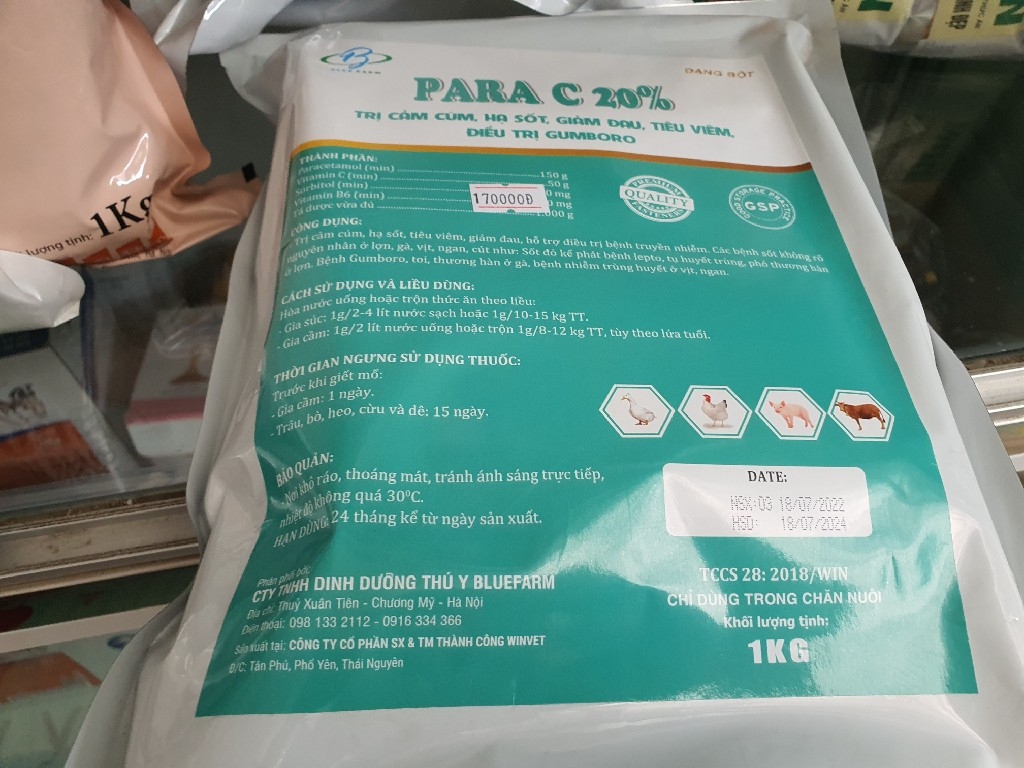 BLUE FARM
DẠNG BỘT
PARA C 20%
TRỊ CẢM CÚM, HẠ SỐT, GIẢM ĐAU, TIÊU VIÊM,
ĐIỀU TRỊ GUMBORO
THÀNH PHẦN:
Paracetamol (min) 150 g
Vitamin C (min) 50 g
Sorbitol (min) 0 mg
Vitamin B6 (min) 0 mg
Tá dược vừa đủ 1.000 g
170000Đ
PREMIUM
QUALITY
GOOD STORAGE PRACTICE
GSP
CÔNG DỤNG:
Trị cảm cúm, hạ sốt, tiêu viêm, giảm đau, hỗ trợ điều trị bệnh truyền nhiễm. Các bệnh sốt không rõ
nguyên nhân ở lợn, gà, vịt, ngan, cút như: Sốt đỏ kế phát bệnh lepto, tụ huyết trùng, phó thương hàn
ở lợn. Bệnh Gumboro, toi, thương hàn ở gà, bệnh nhiễm trùng huyết ở vịt, ngan.
CÁCH SỬ DỤNG VÀ LIỀU DÙNG:
Hòa nước uống hoặc trộn thức ăn theo liều:
- Gia súc: 1g/2-4 lít nước sạch hoặc 1g/10-15 kg TT.
- Gia cầm: 1g/2 lít nước uống hoặc trộn 1g/8-12 kg TT, tùy theo lứa tuổi.
THỜI GIAN NGƯNG SỬ DỤNG THUỐC:
Trước khi giết mổ:
- Gia cầm: 1 ngày.
- Trâu, bò, heo, cừu và dê: 15 ngày.
BẢO QUẢN:
Nơi khô ráo, thoáng mát, tránh ánh sáng trực tiếp,
nhiệt độ không quá 30°C.
HẠN DÙNG: 24 tháng kể từ ngày sản xuất.
DATE:
NSX:03 18/07/2022
HSD: 18/07/2024
Phân phối bởi:
CTY TNHH DINH DƯỠNG THÚ Y BLUEFARM
Địa chỉ: Thuỷ Xuân Tiên - Chương Mỹ - Hà Nội
Điện thoại: 098 133 2112 - 0916 334 366
Sản xuất tại: CÔNG TY CỔ PHẦN SX & TM THÀNH CÔNG WINVET
Đ/C: Tân Phú, Phổ Yên, Thái Nguyên
TCCS 28: 2018/WIN
CHỈ DÙNG TRONG CHĂN NUÔI
Khối lượng tịnh:
1KG
lượng tịnh: 1Kg